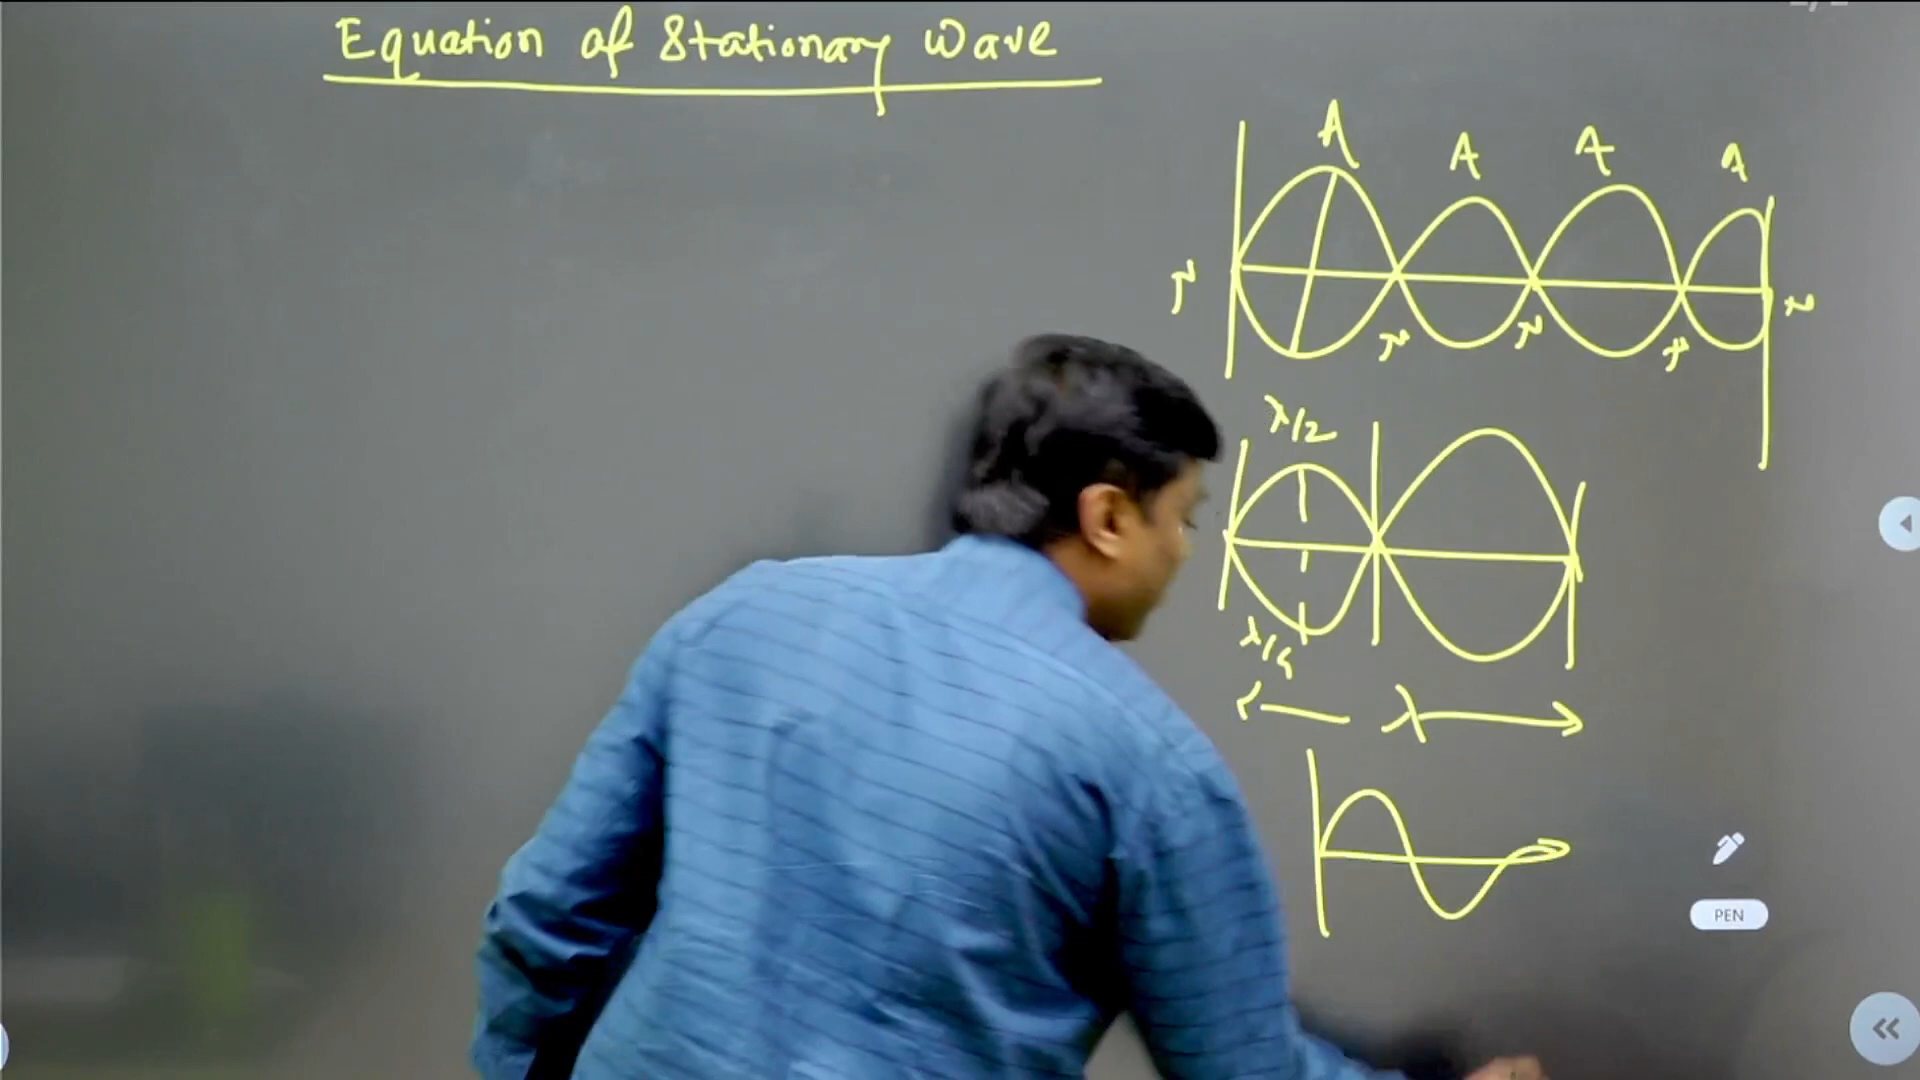 Equation of Stationary Wave
A A A A
N N N N N
λ/2
λ/4
λ
PEN